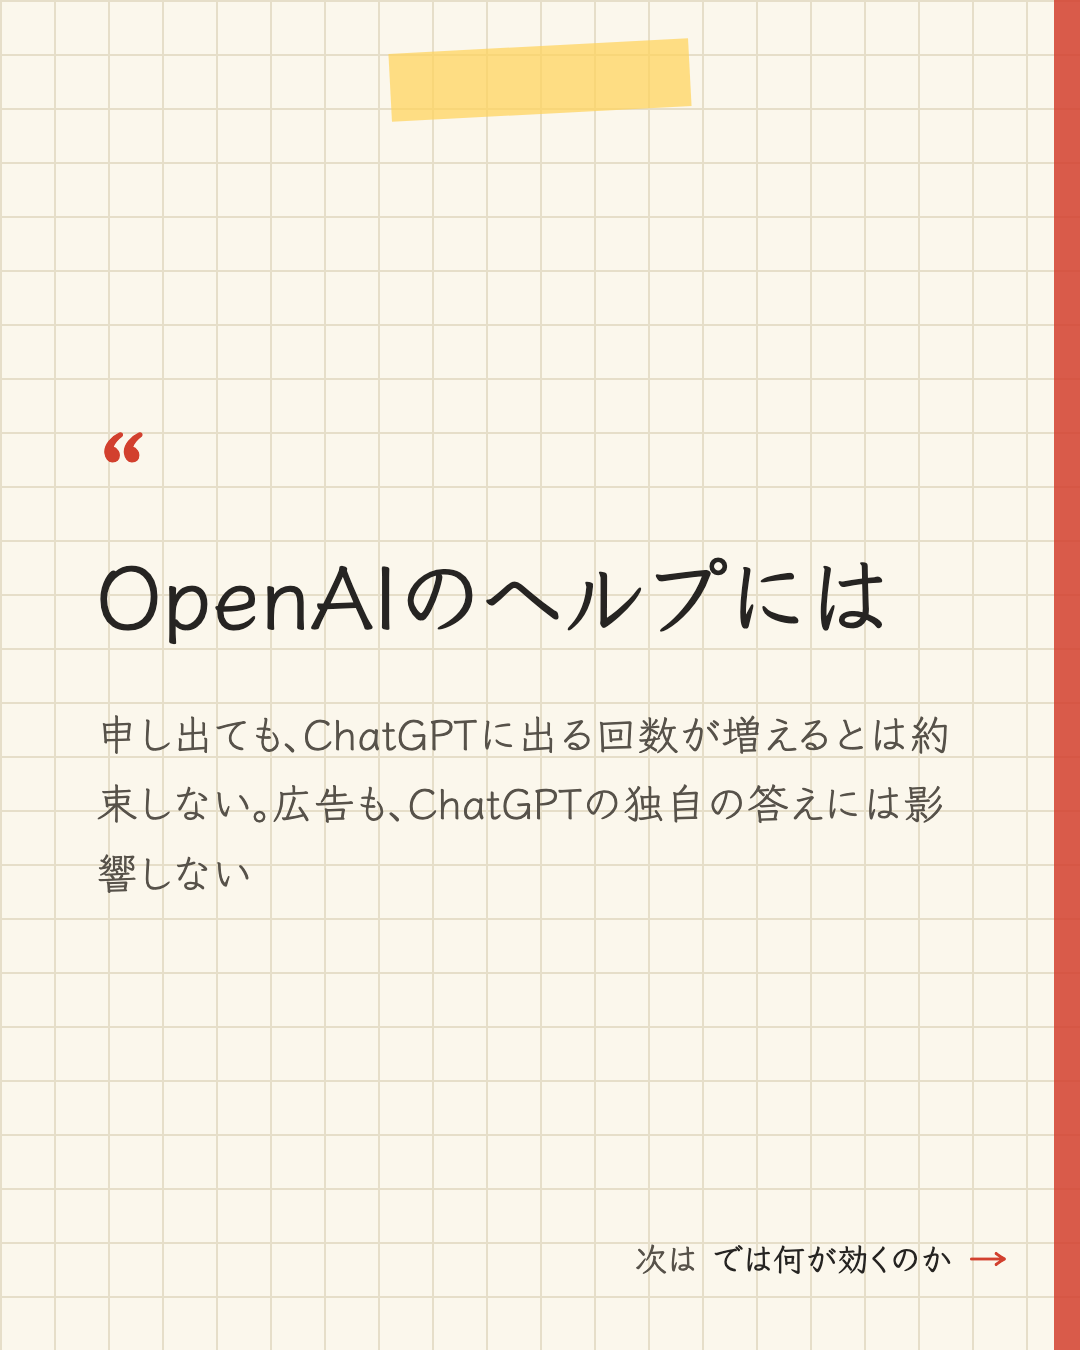 “
OpenAIのヘルプには
申し出ても、ChatGPTに出る回数が増えるとは約
束しない。広告も、ChatGPTの独自の答えには影
響しない
次は では何が効くのか →